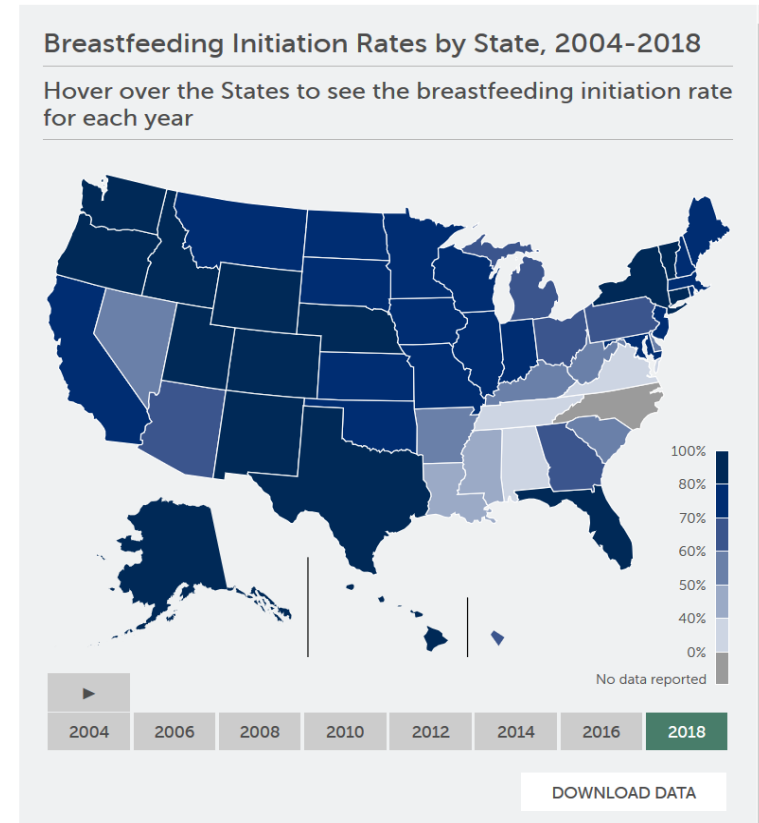 Breastfeeding Initiation Rates by State, 2004-2018
Hover over the States to see the breastfeeding initiation rate
for each year
100%
80%
70%
60%
50%
40%
0%
No data reported
►
2004 2006 2008 2010 2012 2014 2016 2018
DOWNLOAD DATA